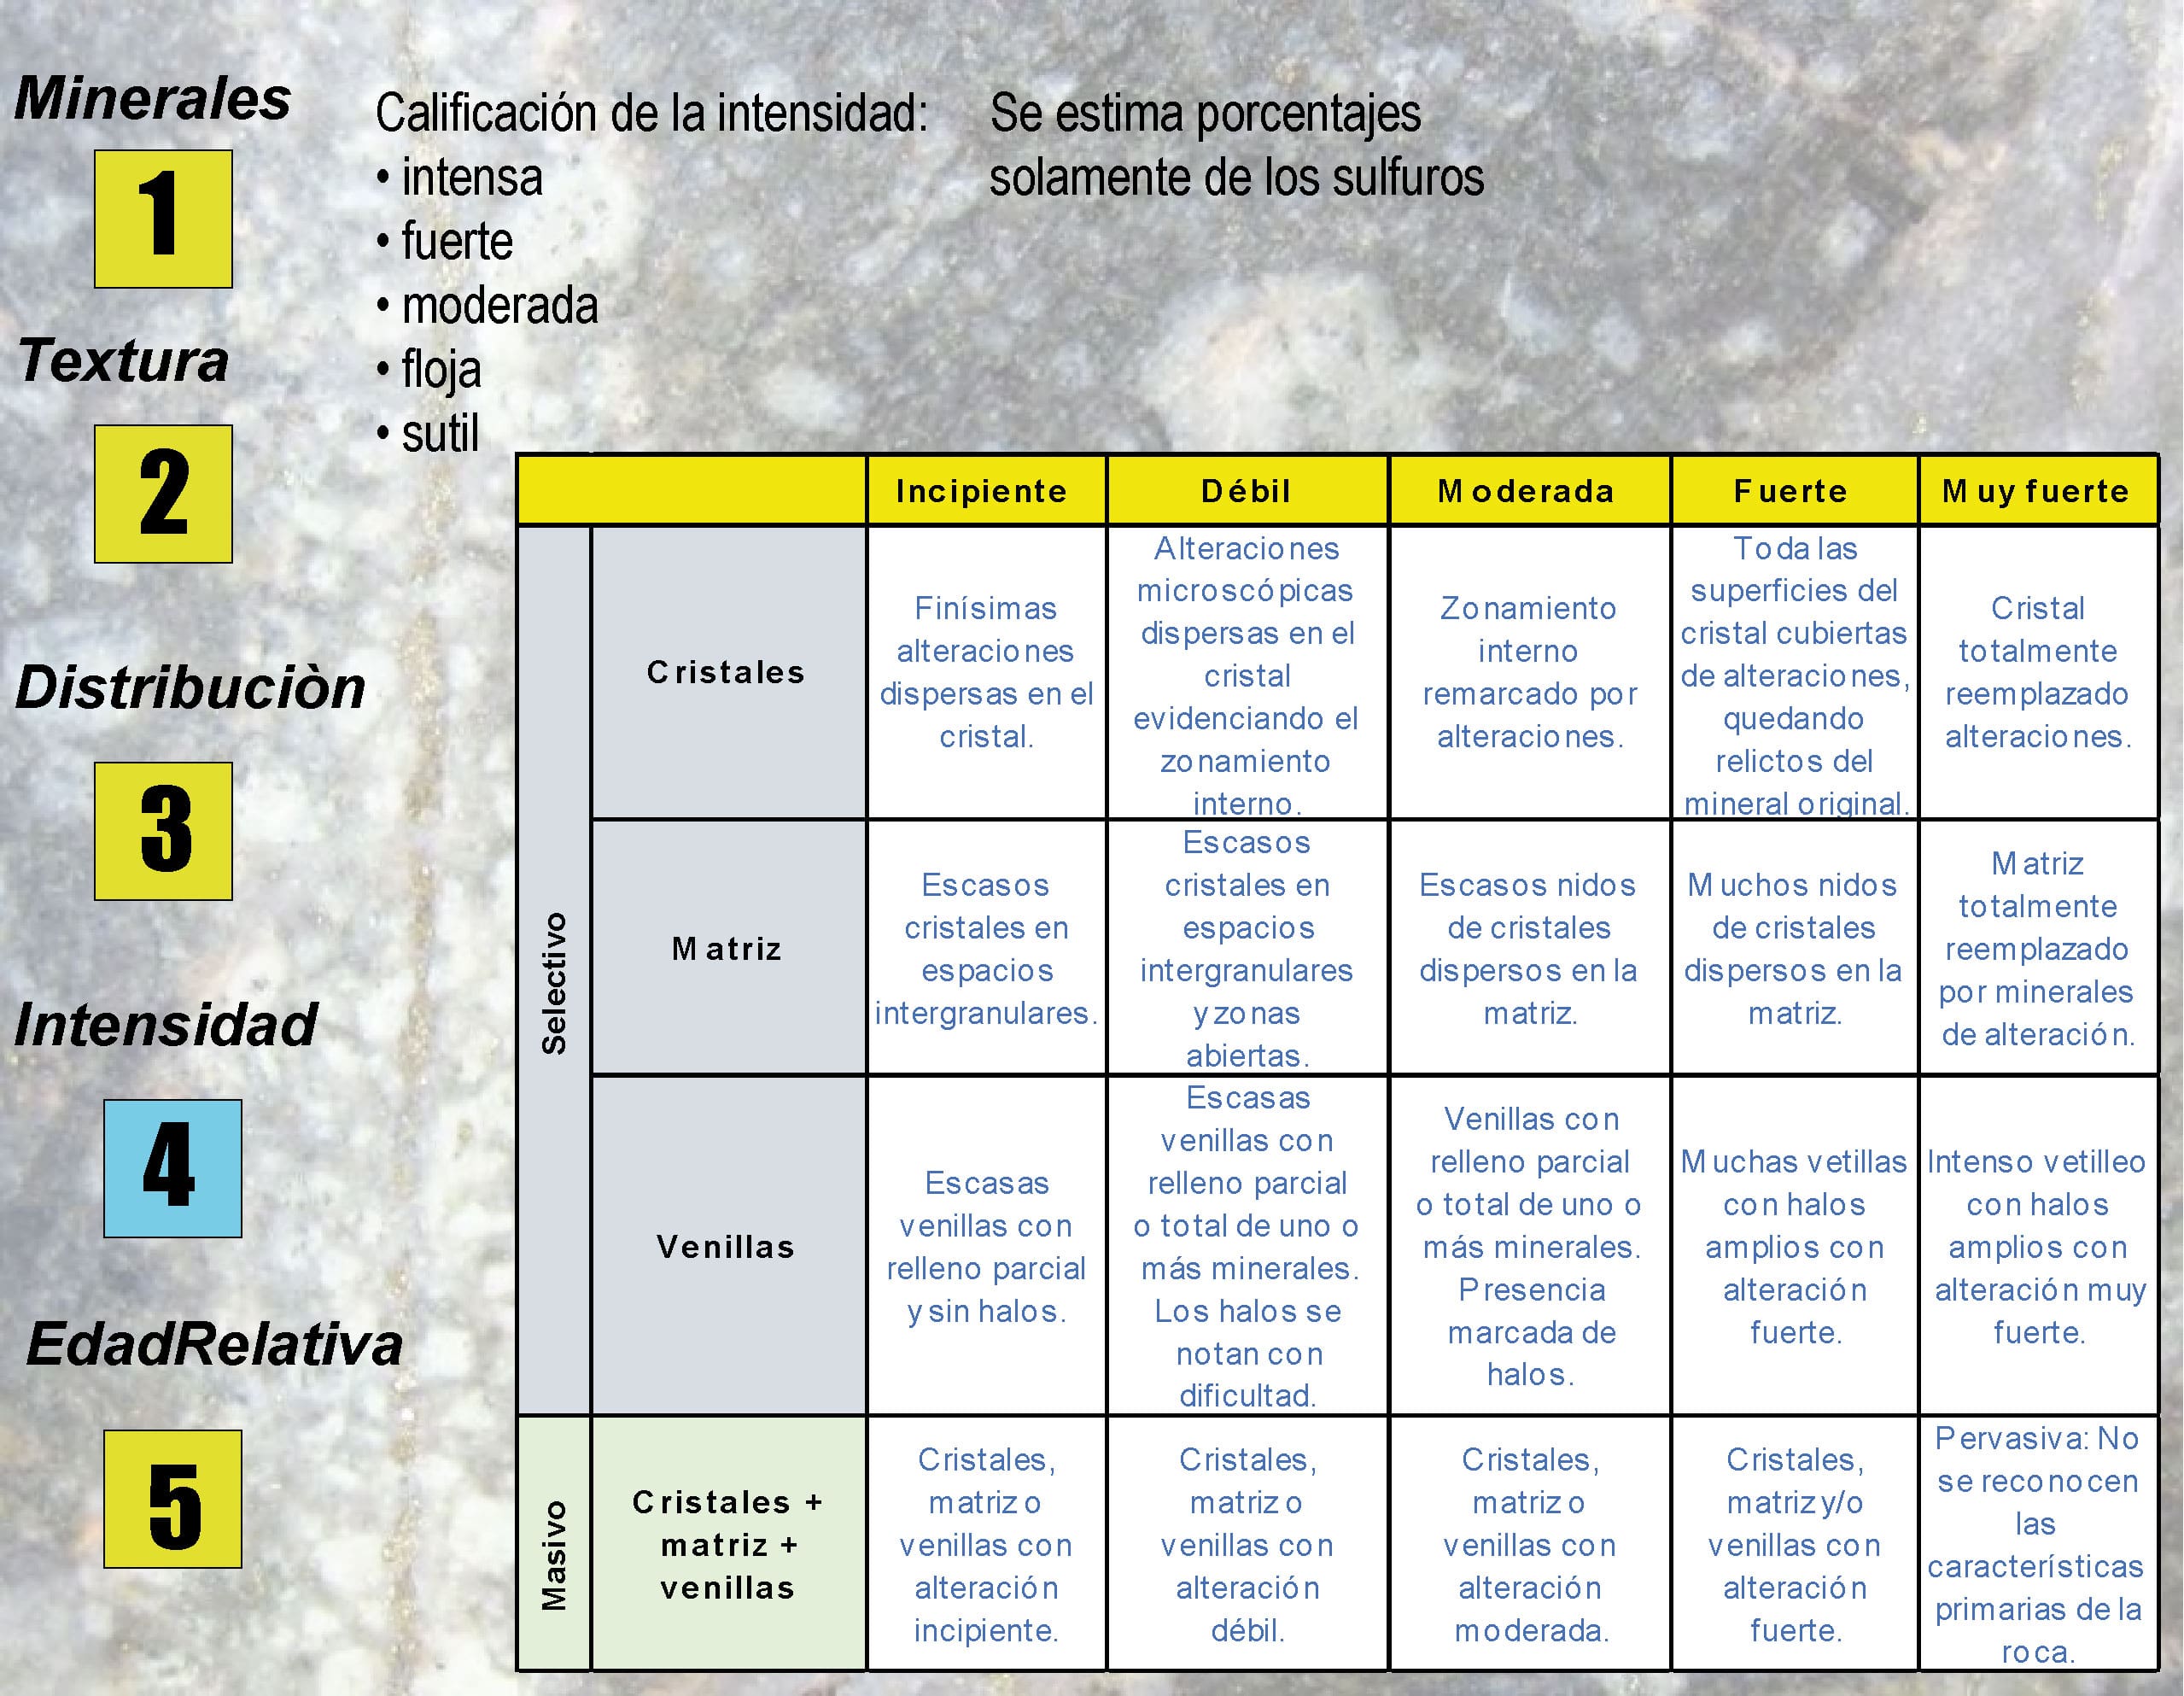 Minerales
1
Textura
2
Distribuciòn
3
Intensidad
4
EdadRelativa
5
Calificación de la intensidad:
• intensa
• fuerte
• moderada
• floja
• sutil
Se estima porcentajes
solamente de los sulfuros
Incipiente
Débil
Moderada
Fuerte
Muy fuerte
Selectivo
Cristales
Finísimas
alteraciones
dispersas en el
cristal.
Alteraciones
microscópicas
dispersas en el
cristal
evidenciando el
zonamiento
interno.
Zonamiento
interno
remarcado por
alteraciones.
Toda las
superficies del
cristal cubiertas
de alteraciones,
quedando
relictos del
mineral original.
Cristal
totalmente
reemplazado
alteraciones.
Matriz
Escasos
cristales en
espacios
intergranulares.
Escasos
cristales en
espacios
intergranulares
y zonas
abiertas.
Escasos nidos
de cristales
dispersos en la
matriz.
Muchos nidos
de cristales
dispersos en la
matriz.
Matriz
totalmente
reemplazado
por minerales
de alteración.
Venillas
Escasas
venillas con
relleno parcial
y sin halos.
Escasas
venillas con
relleno parcial
o total de uno o
más minerales.
Los halos se
notan con
dificultad.
Venillas con
relleno parcial
o total de uno o
más minerales.
Presencia
marcada de
halos.
Muchas vetillas
con halos
amplios con
alteración
fuerte.
Intenso vetilleo
con halos
amplios con
alteración muy
fuerte.
Masivo
Cristales +
matriz +
venillas
Cristales,
matriz o
venillas con
alteración
incipiente.
Cristales,
matriz o
venillas con
alteración
débil.
Cristales,
matriz o
venillas con
alteración
moderada.
Cristales,
matriz y/o
venillas con
alteración
fuerte.
Pervasiva: No
se reconocen
las
características
primarias de la
roca.